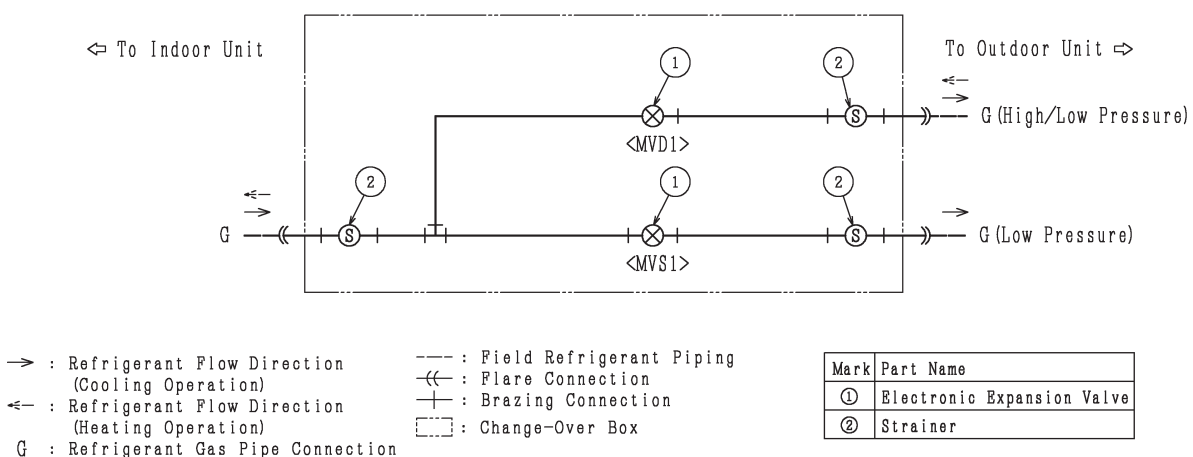 ⇦ To Indoor Unit
To Outdoor Unit ⇨
1
2
S
G (High/Low Pressure)
<MVD1>
2
1
2
G
S
S
G (Low Pressure)
<MVS1>
→ : Refrigerant Flow Direction
(Cooling Operation)
: Refrigerant Flow Direction
(Heating Operation)
G : Refrigerant Gas Pipe Connection
: Field Refrigerant Piping
: Flare Connection
: Brazing Connection
: Change-Over Box
Mark Part Name
① Electronic Expansion Valve
② Strainer